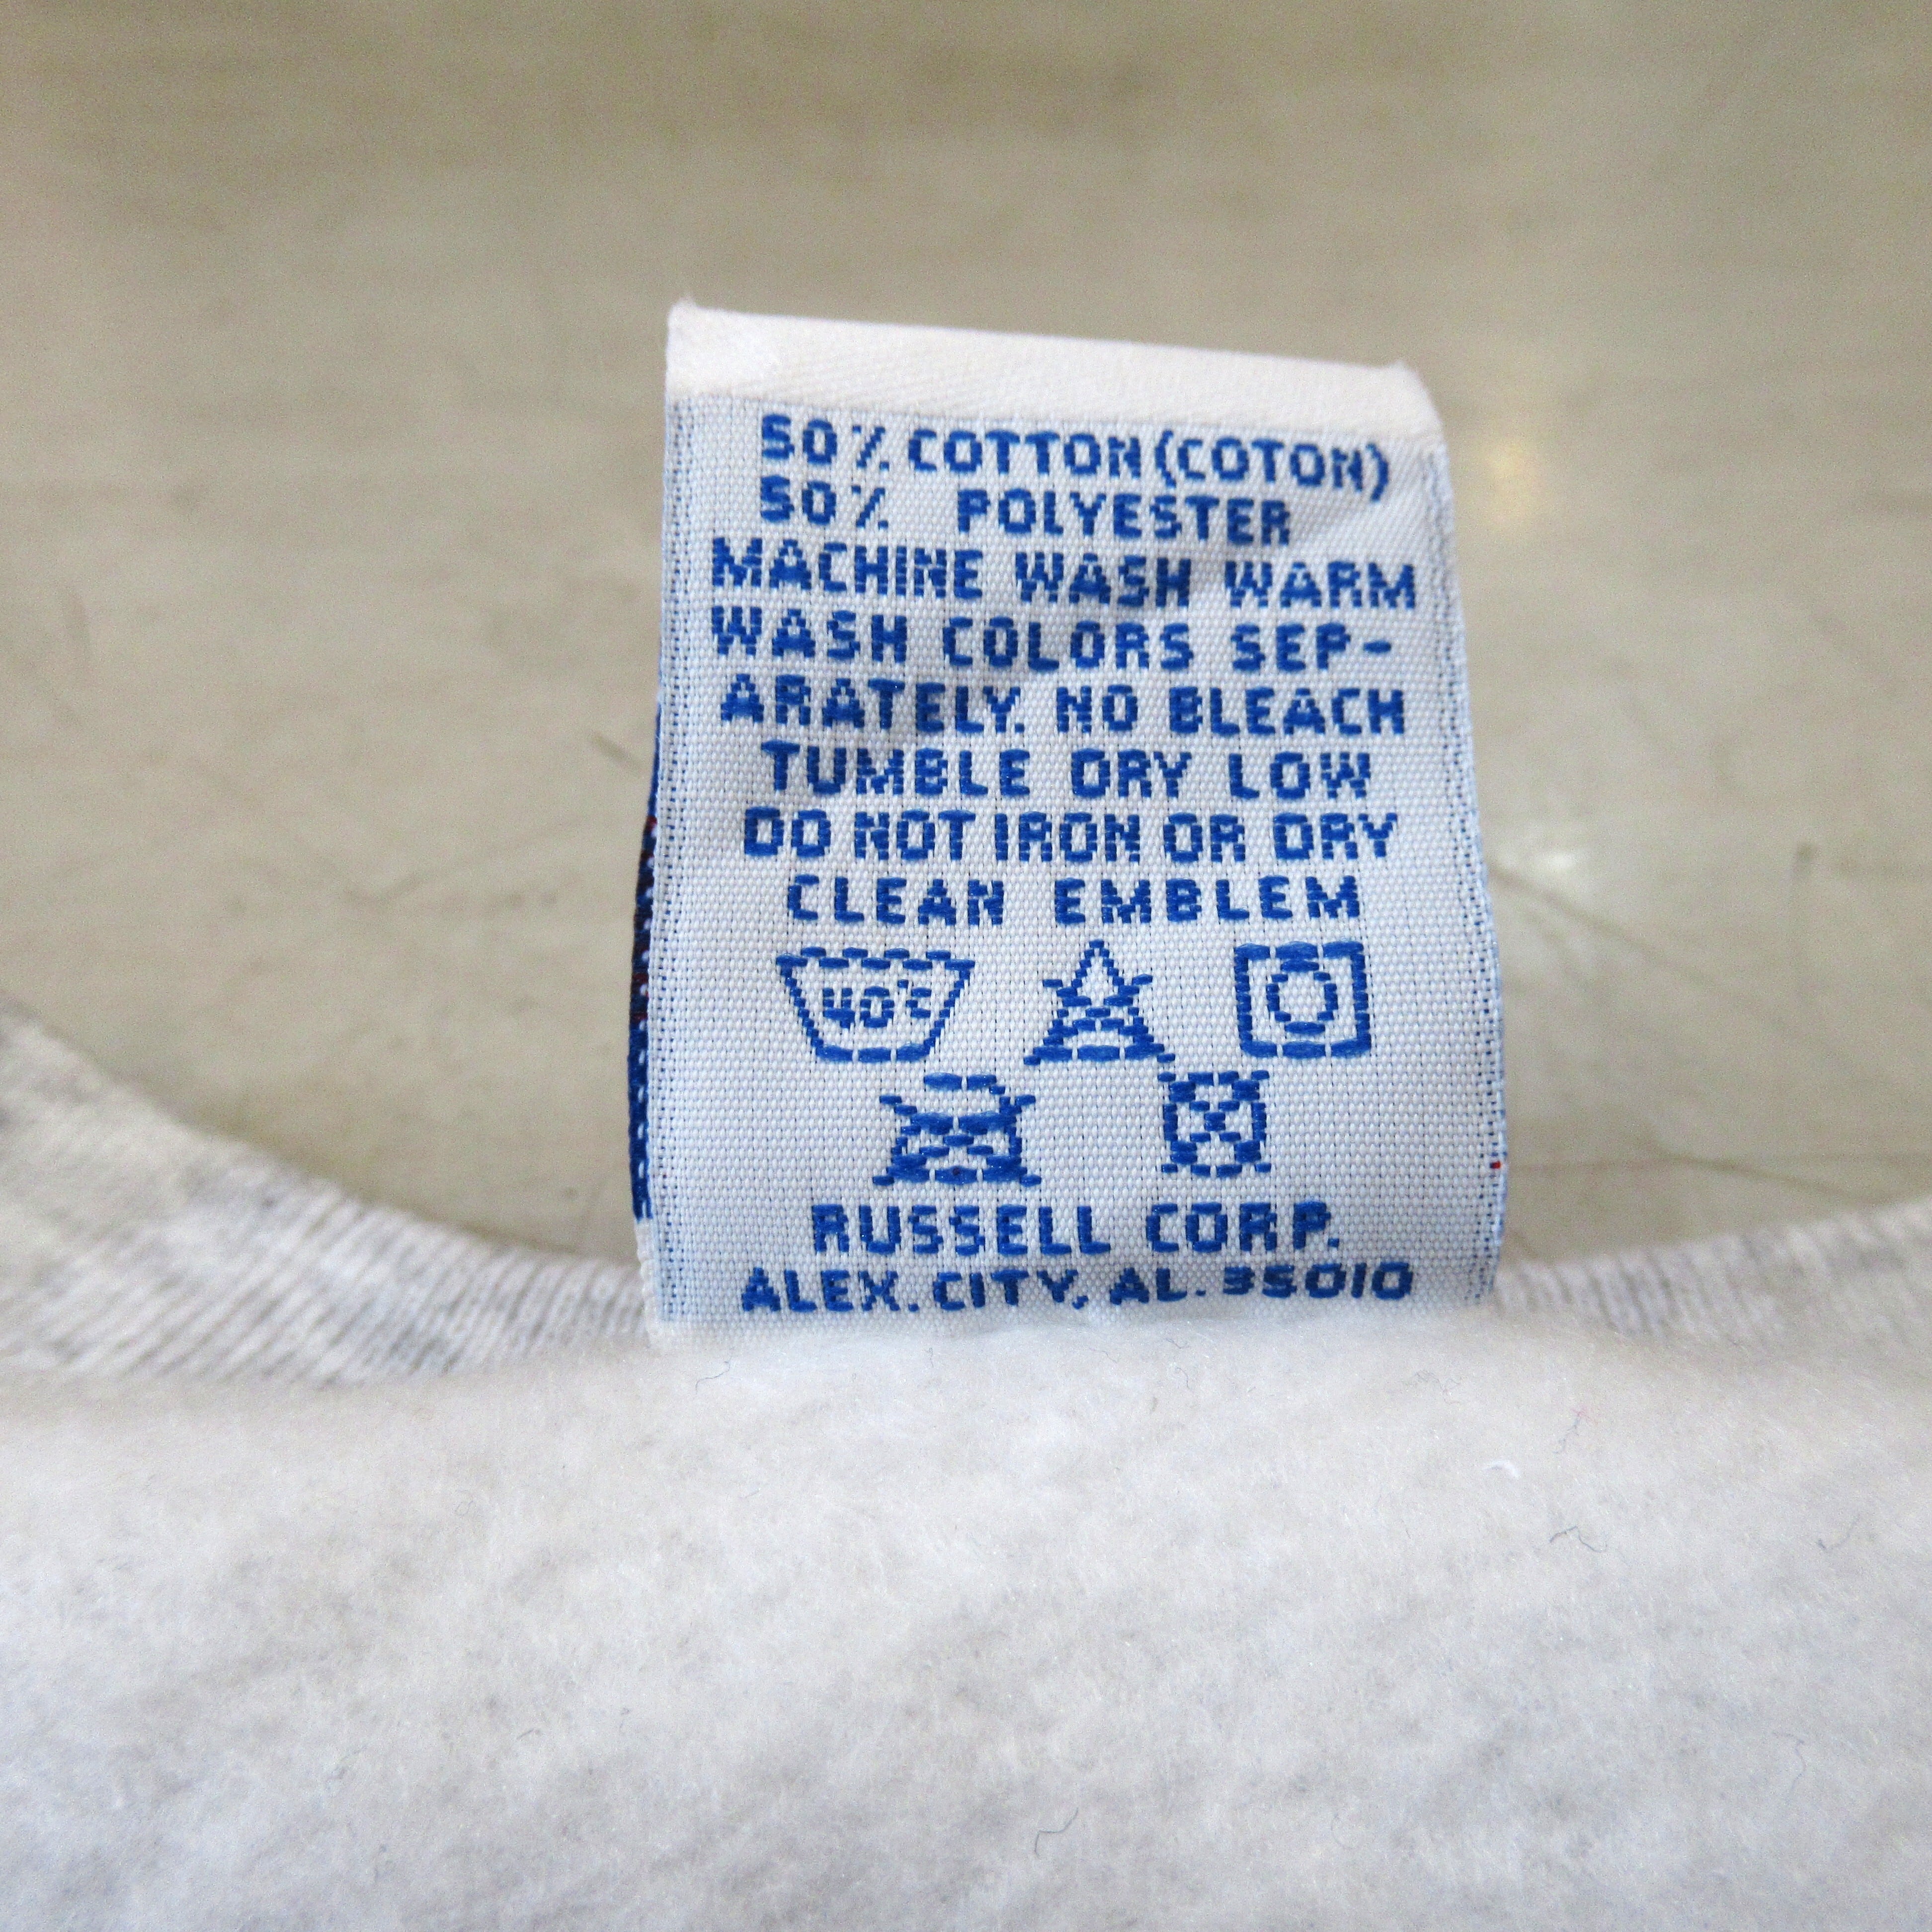 50% COTTON (COTON)
50% POLYESTER
MACHINE WASH WARM
WASH COLORS SEP-
ARATELY. NO BLEACH
TUMBLE DRY LOW
DO NOT IRON OR DRY
CLEAN EMBLEM
40°C
RUSSELL CORP.
ALEX. CITY, AL. 35010